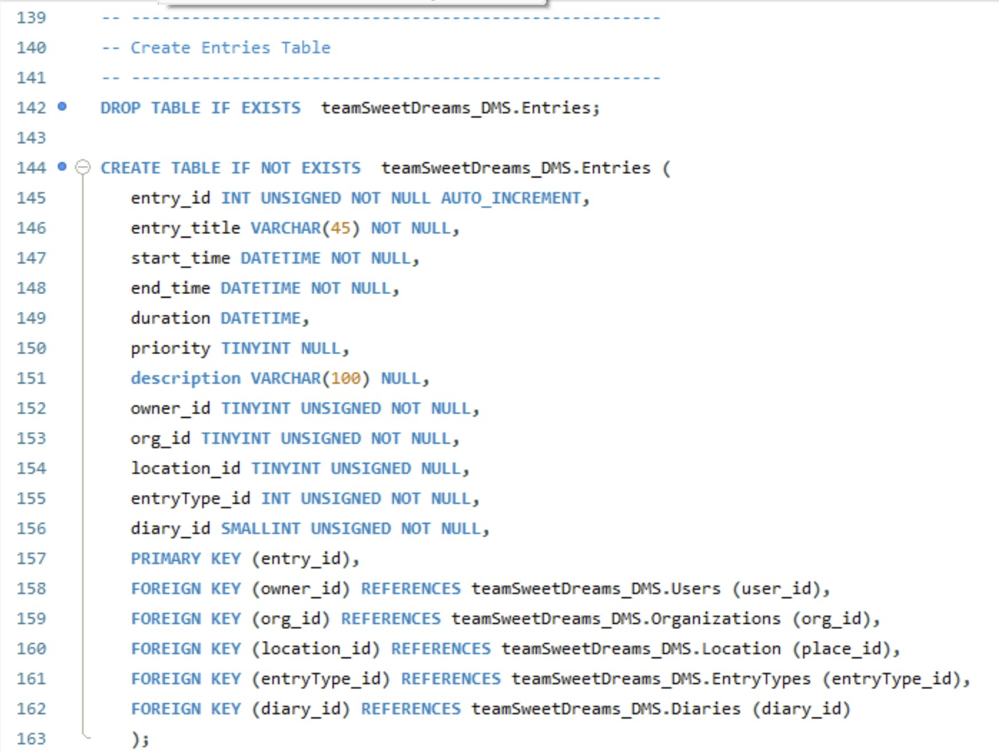 139 -- -----------------------------------------------------
140 -- Create Entries Table
141 -- -----------------------------------------------------
142 DROP TABLE IF EXISTS  teamSweetDreams_DMS.Entries;
143
144 CREATE TABLE IF NOT EXISTS  teamSweetDreams_DMS.Entries (
145 entry_id INT UNSIGNED NOT NULL AUTO_INCREMENT,
146 entry_title VARCHAR(45) NOT NULL,
147 start_time DATETIME NOT NULL,
148 end_time DATETIME NOT NULL,
149 duration DATETIME,
150 priority TINYINT NULL,
151 description VARCHAR(100) NULL,
152 owner_id TINYINT UNSIGNED NOT NULL,
153 org_id TINYINT UNSIGNED NOT NULL,
154 location_id TINYINT UNSIGNED NULL,
155 entryType_id INT UNSIGNED NOT NULL,
156 diary_id SMALLINT UNSIGNED NOT NULL,
157 PRIMARY KEY (entry_id),
158 FOREIGN KEY (owner_id) REFERENCES teamSweetDreams_DMS.Users (user_id),
159 FOREIGN KEY (org_id) REFERENCES teamSweetDreams_DMS.Organizations (org_id),
160 FOREIGN KEY (location_id) REFERENCES teamSweetDreams_DMS.Location (place_id),
161 FOREIGN KEY (entryType_id) REFERENCES teamSweetDreams_DMS.EntryTypes (entryType_id),
162 FOREIGN KEY (diary_id) REFERENCES teamSweetDreams_DMS.Diaries (diary_id)
163 );